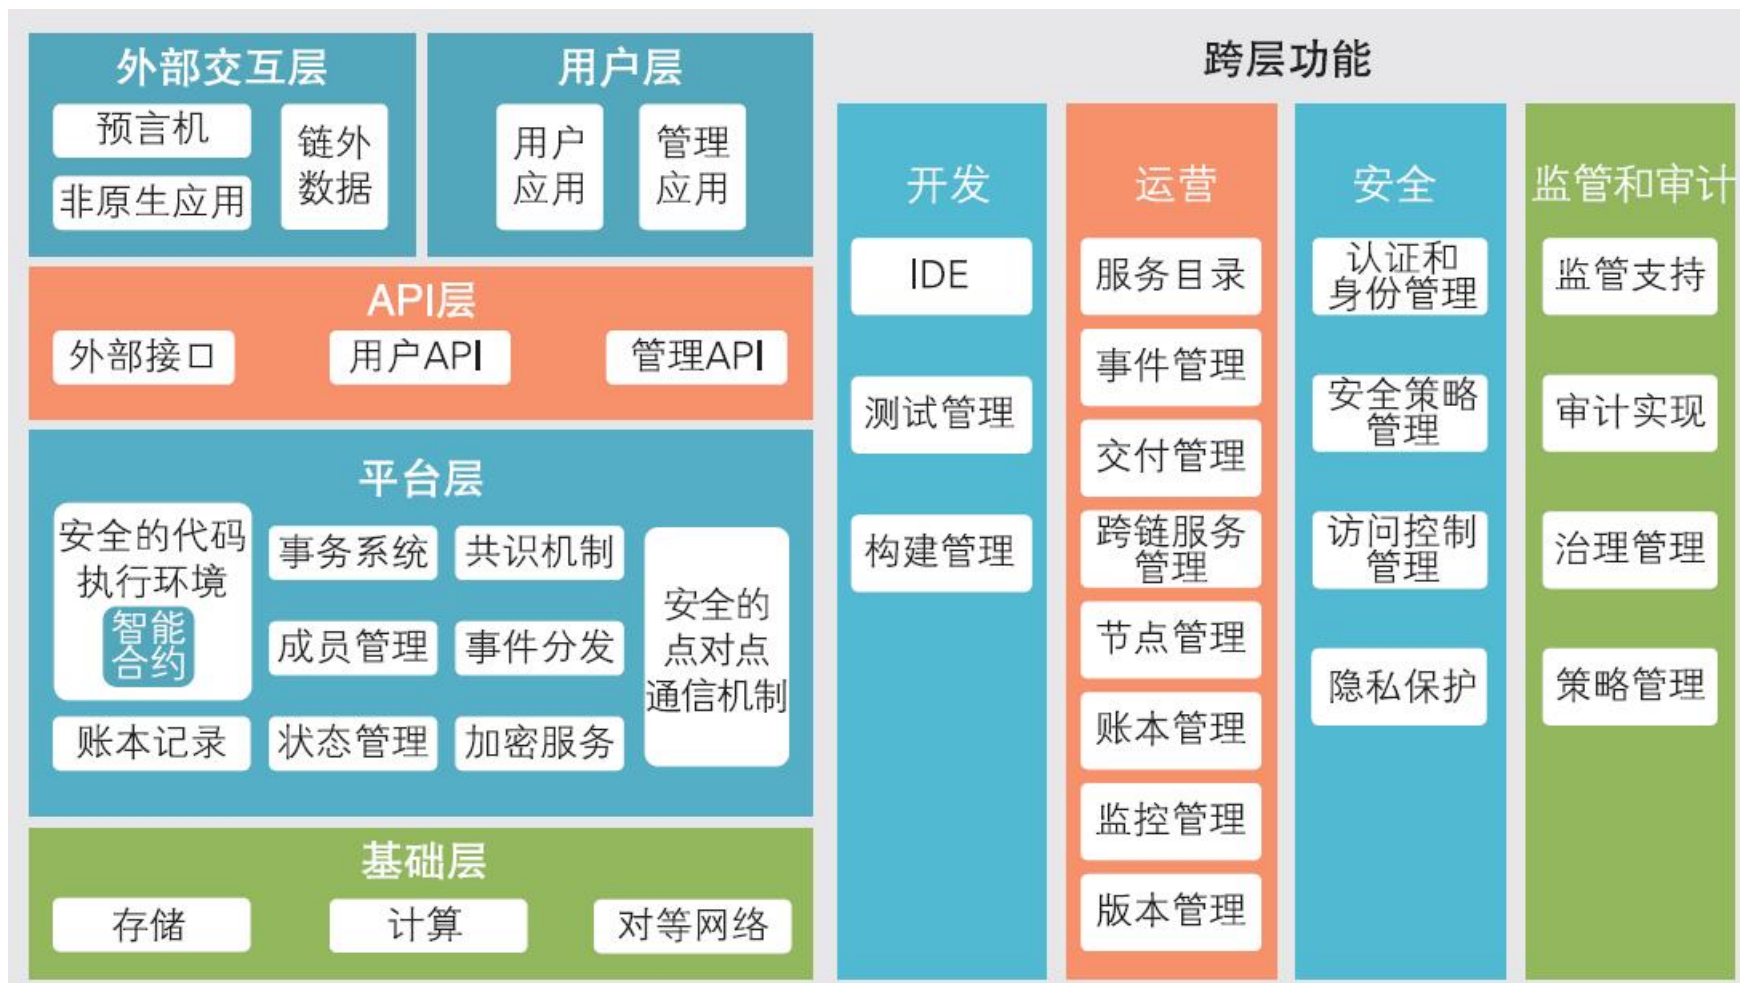 外部交互层
预言机
非原生应用
链外
数据
用户层
用户
应用
管理
应用
API层
外部接口
用户API
管理API
平台层
安全的代码
执行环境
智能
合约
事务系统
共识机制
成员管理
事件分发
账本记录
状态管理
加密服务
安全的
点对点
通信机制
基础层
存储
计算
对等网络
跨层功能
开发
IDE
测试管理
构建管理
运营
服务目录
事件管理
交付管理
跨链服务
管理
节点管理
账本管理
监控管理
版本管理
安全
认证和
身份管理
安全策略
管理
访问控制
管理
隐私保护
监管和审计
监管支持
审计实现
治理管理
策略管理